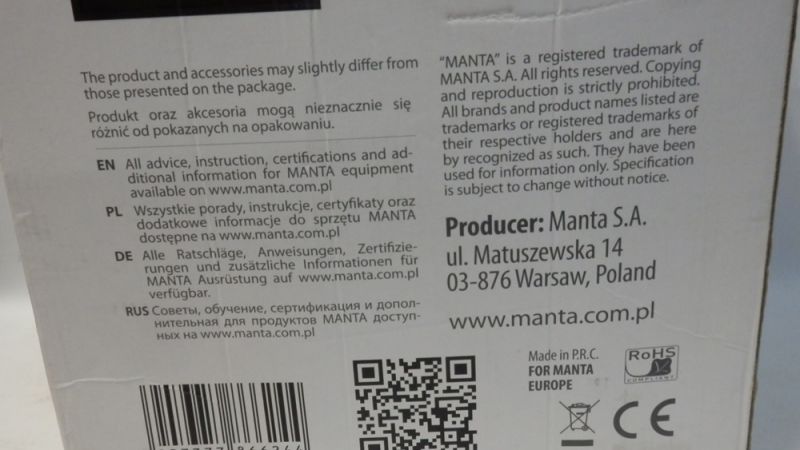 The product and accessories may slightly differ from
those presented on the package.
Produkt oraz akcesoria mogą nieznacznie się
różnić od pokazanych na opakowaniu.
EN All advice, instruction, certifications and ad-
ditional information for MANTA equipment
available on www.manta.com.pl
PL Wszystkie porady, instrukcje, certyfikaty oraz
dodatkowe informacje do sprzętu MANTA
dostępne na www.manta.com.pl
DE Alle Ratschläge, Anweisungen, Zertifizie-
rungen und zusätzliche Informationen für
MANTA Ausrüstung auf www.manta.com.pl
verfügbar.
RUS Советы, обучение, сертификация и допол-
нительная для продуктов MANTA доступ-
ных на www.manta.com.pl
"MANTA" is a registered trademark of
MANTA S.A. All rights reserved. Copying
and reproduction is strictly prohibited.
All brands and product names listed are
trademarks or registered trademarks of
their respective holders and are here
by recognized as such. They have been
used for information only. Specification
is subject to change without notice.
Producer: Manta S.A.
ul. Matuszewska 14
03-876 Warsaw, Poland
www.manta.com.pl
Made in P.R.C.
FOR MANTA
EUROPE
RoHS
COMPLIANT
CE